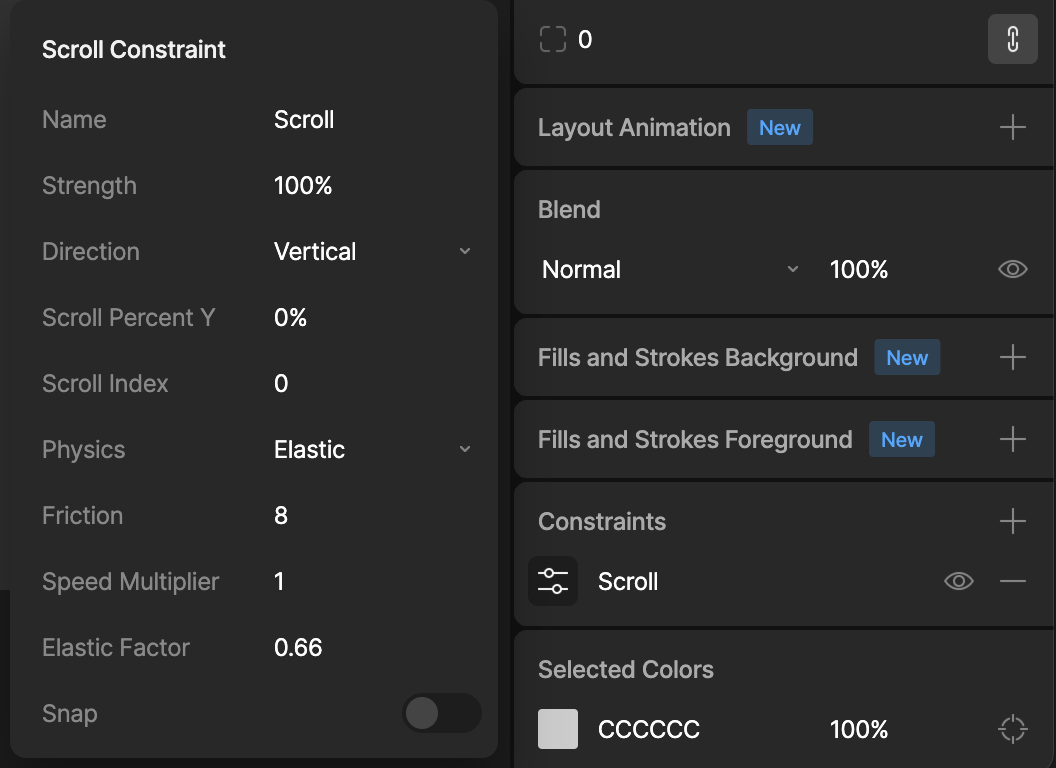 Scroll Constraint
Name Scroll
Strength 100%
Direction Vertical
Scroll Percent Y 0%
Scroll Index 0
Physics Elastic
Friction 8
Speed Multiplier 1
Elastic Factor 0.66
Snap
0
Layout Animation New
Blend
Normal 100%
Fills and Strokes Background New
Fills and Strokes Foreground New
Constraints
Scroll
Selected Colors
CCCCCC 100%